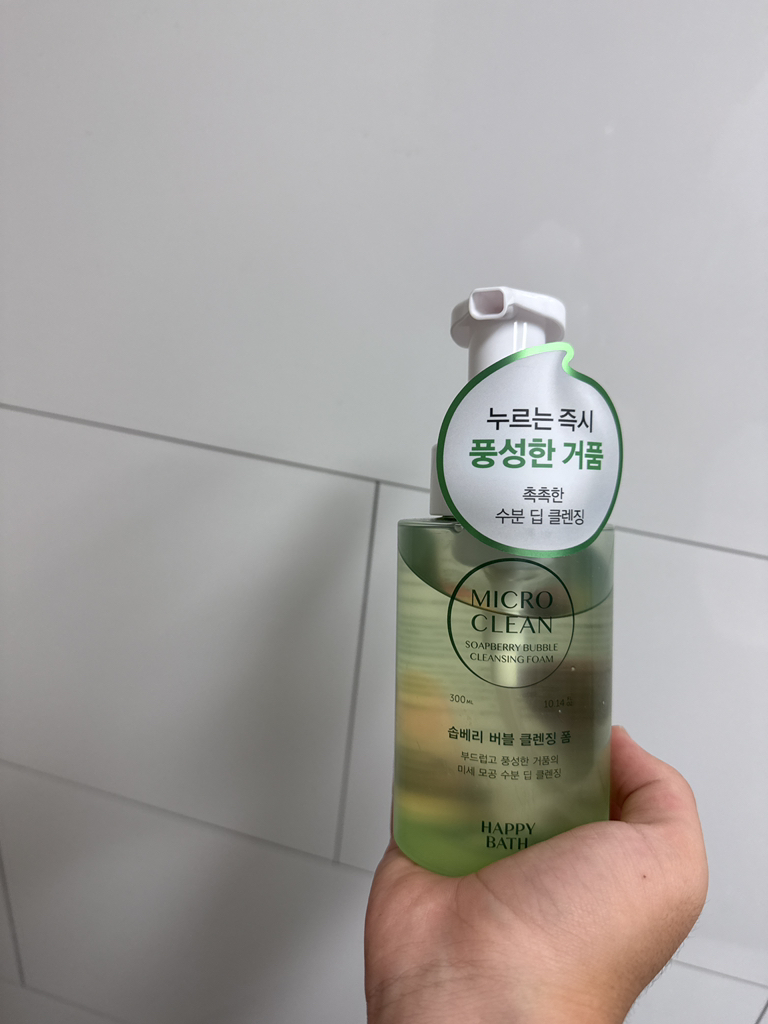 누르는 즉시
풍성한 거품
촉촉한
수분 딥 클렌징
MICRO
CLEAN
SOAPBERRY BUBBLE
CLEANSING FOAM
300ML 10.14
솝베리 버블 클렌징 폼
부드럽고 풍성한 거품의
미세 모공 수분 딥 클렌징
HAPPY
BATH